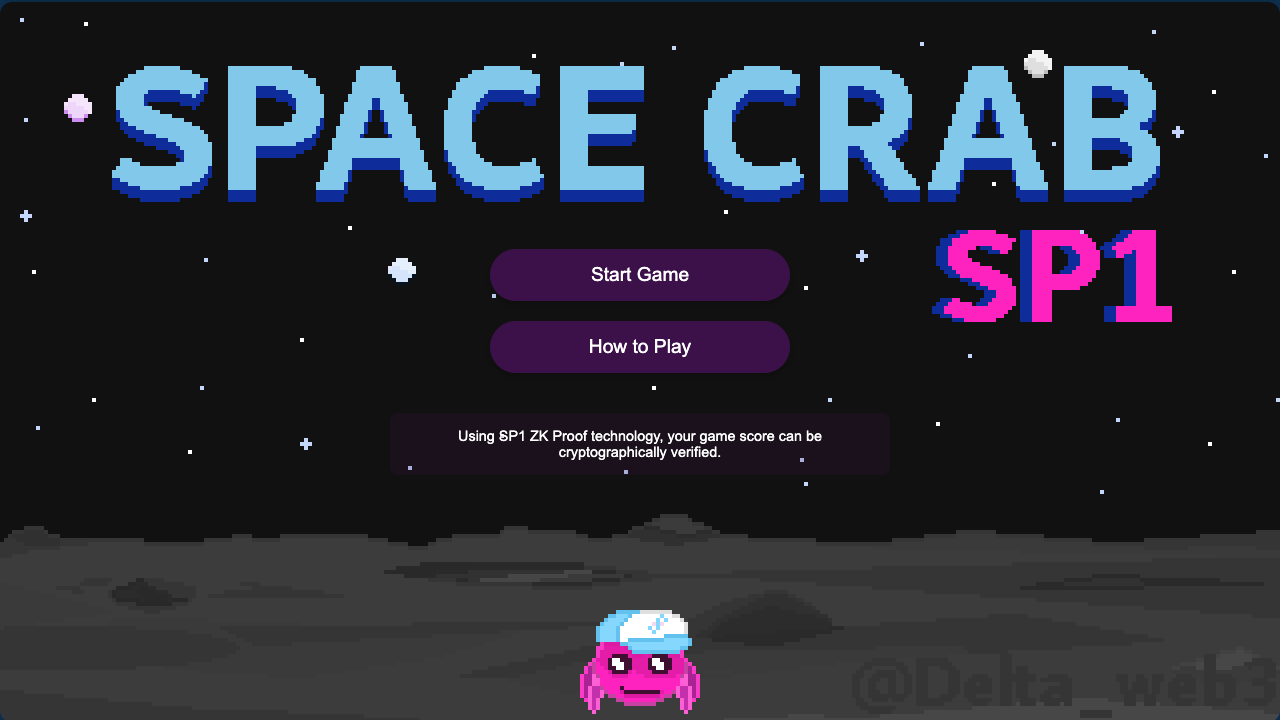 SPACE CRAB
SP1
Start Game
How to Play
Using SP1 ZK Proof technology, your game score can be
cryptographically verified.
@Delta_web3